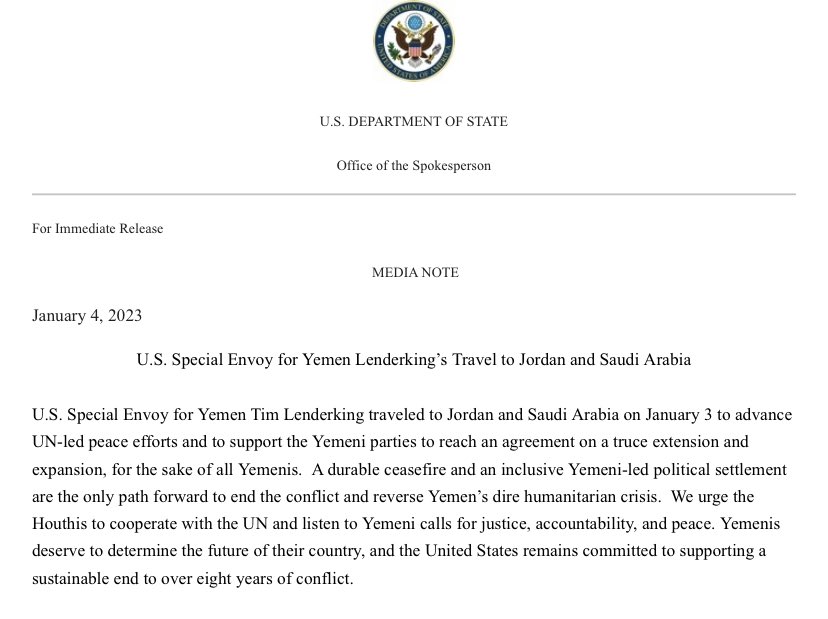 DEPARTMENT OF STATE
UNITED STATES OF AMERICA
U.S. DEPARTMENT OF STATE
Office of the Spokesperson
For Immediate Release
MEDIA NOTE
January 4, 2023
U.S. Special Envoy for Yemen Lenderking’s Travel to Jordan and Saudi Arabia
U.S. Special Envoy for Yemen Tim Lenderking traveled to Jordan and Saudi Arabia on January 3 to advance
UN-led peace efforts and to support the Yemeni parties to reach an agreement on a truce extension and
expansion, for the sake of all Yemenis.  A durable ceasefire and an inclusive Yemeni-led political settlement
are the only path forward to end the conflict and reverse Yemen’s dire humanitarian crisis.  We urge the
Houthis to cooperate with the UN and listen to Yemeni calls for justice, accountability, and peace. Yemenis
deserve to determine the future of their country, and the United States remains committed to supporting a
sustainable end to over eight years of conflict.